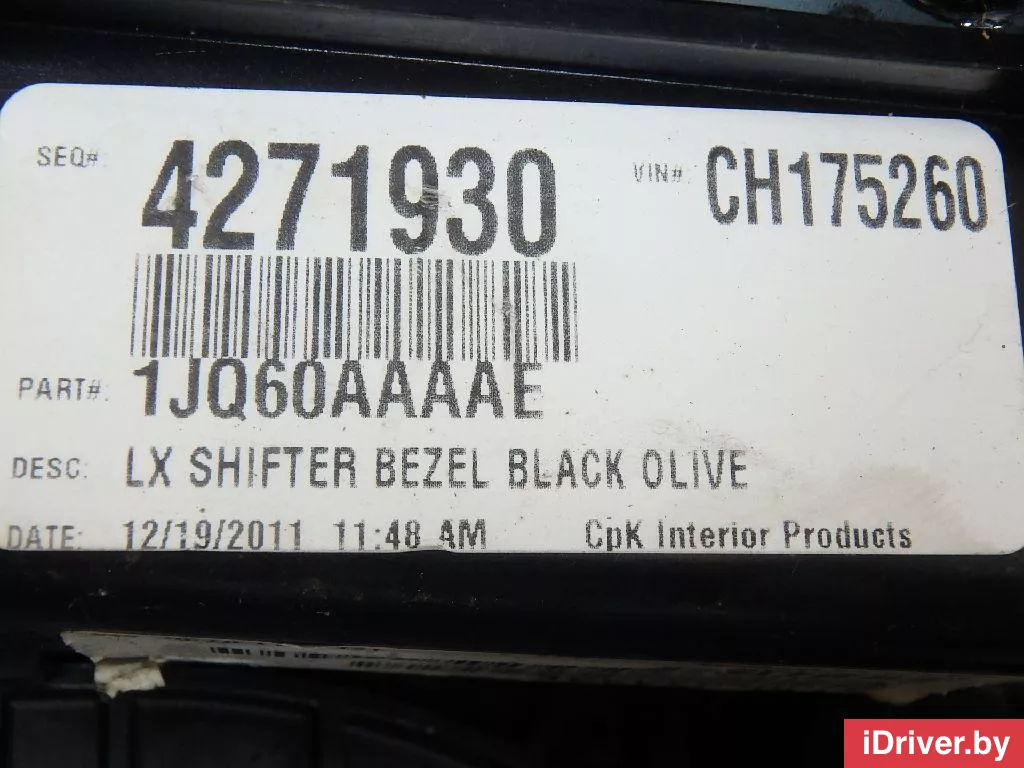 SEQ# 4271930 VIN# CH175260
PART#: 1JQ60AAAAE
DESC: LX SHIFTER BEZEL BLACK OLIVE
DATE: 12/19/2011 11:48 AM CpK Interior Products
iDriver.by